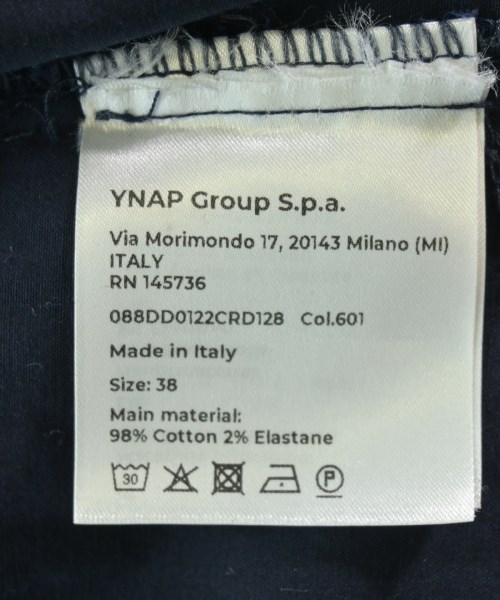 YNAP Group S.p.a.
Via Morimondo 17, 20143 Milano (MI)
ITALY
RN 145736
088DD0122CRD128 Col.601
Made in Italy
Size: 38
Main material:
98% Cotton 2% Elastane
30 P